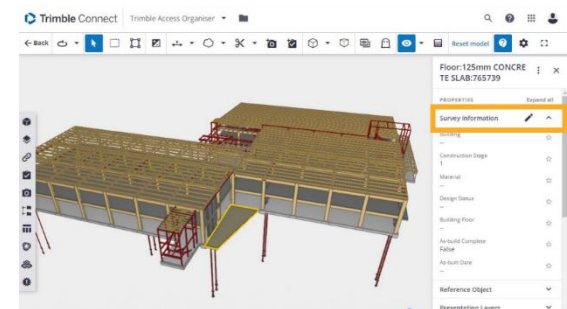 Trimble Connect
Trimble Access Organiser
Back
Reset model
Floor:125mm CONCRE
TE SLAB:765739
PROPERTIES
Expand all
Survey Information
Building
--
Construction Stage
1
Material
--
Design Status
--
Building Floor
--
As-build Complete
False
As-built Date
--
Reference Object
Presentation Layers